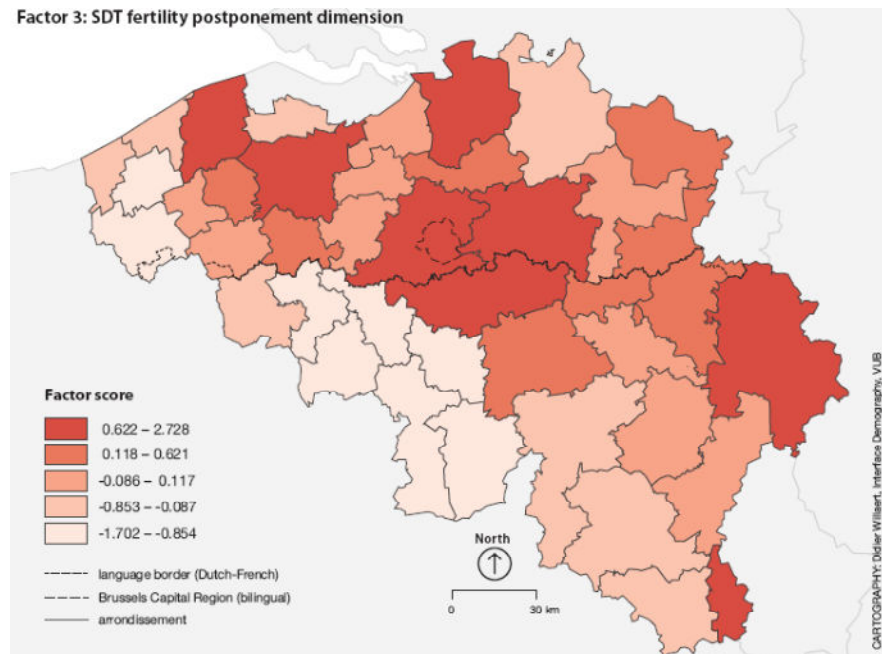 Factor 3: SDT fertility postponement dimension
Factor score
0.622 – 2.728
0.118 – 0.621
-0.086 – 0.117
-0.853 – -0.087
-1.702 – -0.854
language border (Dutch-French)
Brussels Capital Region (bilingual)
arrondissement
North
0 30 km
CARTOGRAPHY: Didier Willaert, Interface Demography, VUB